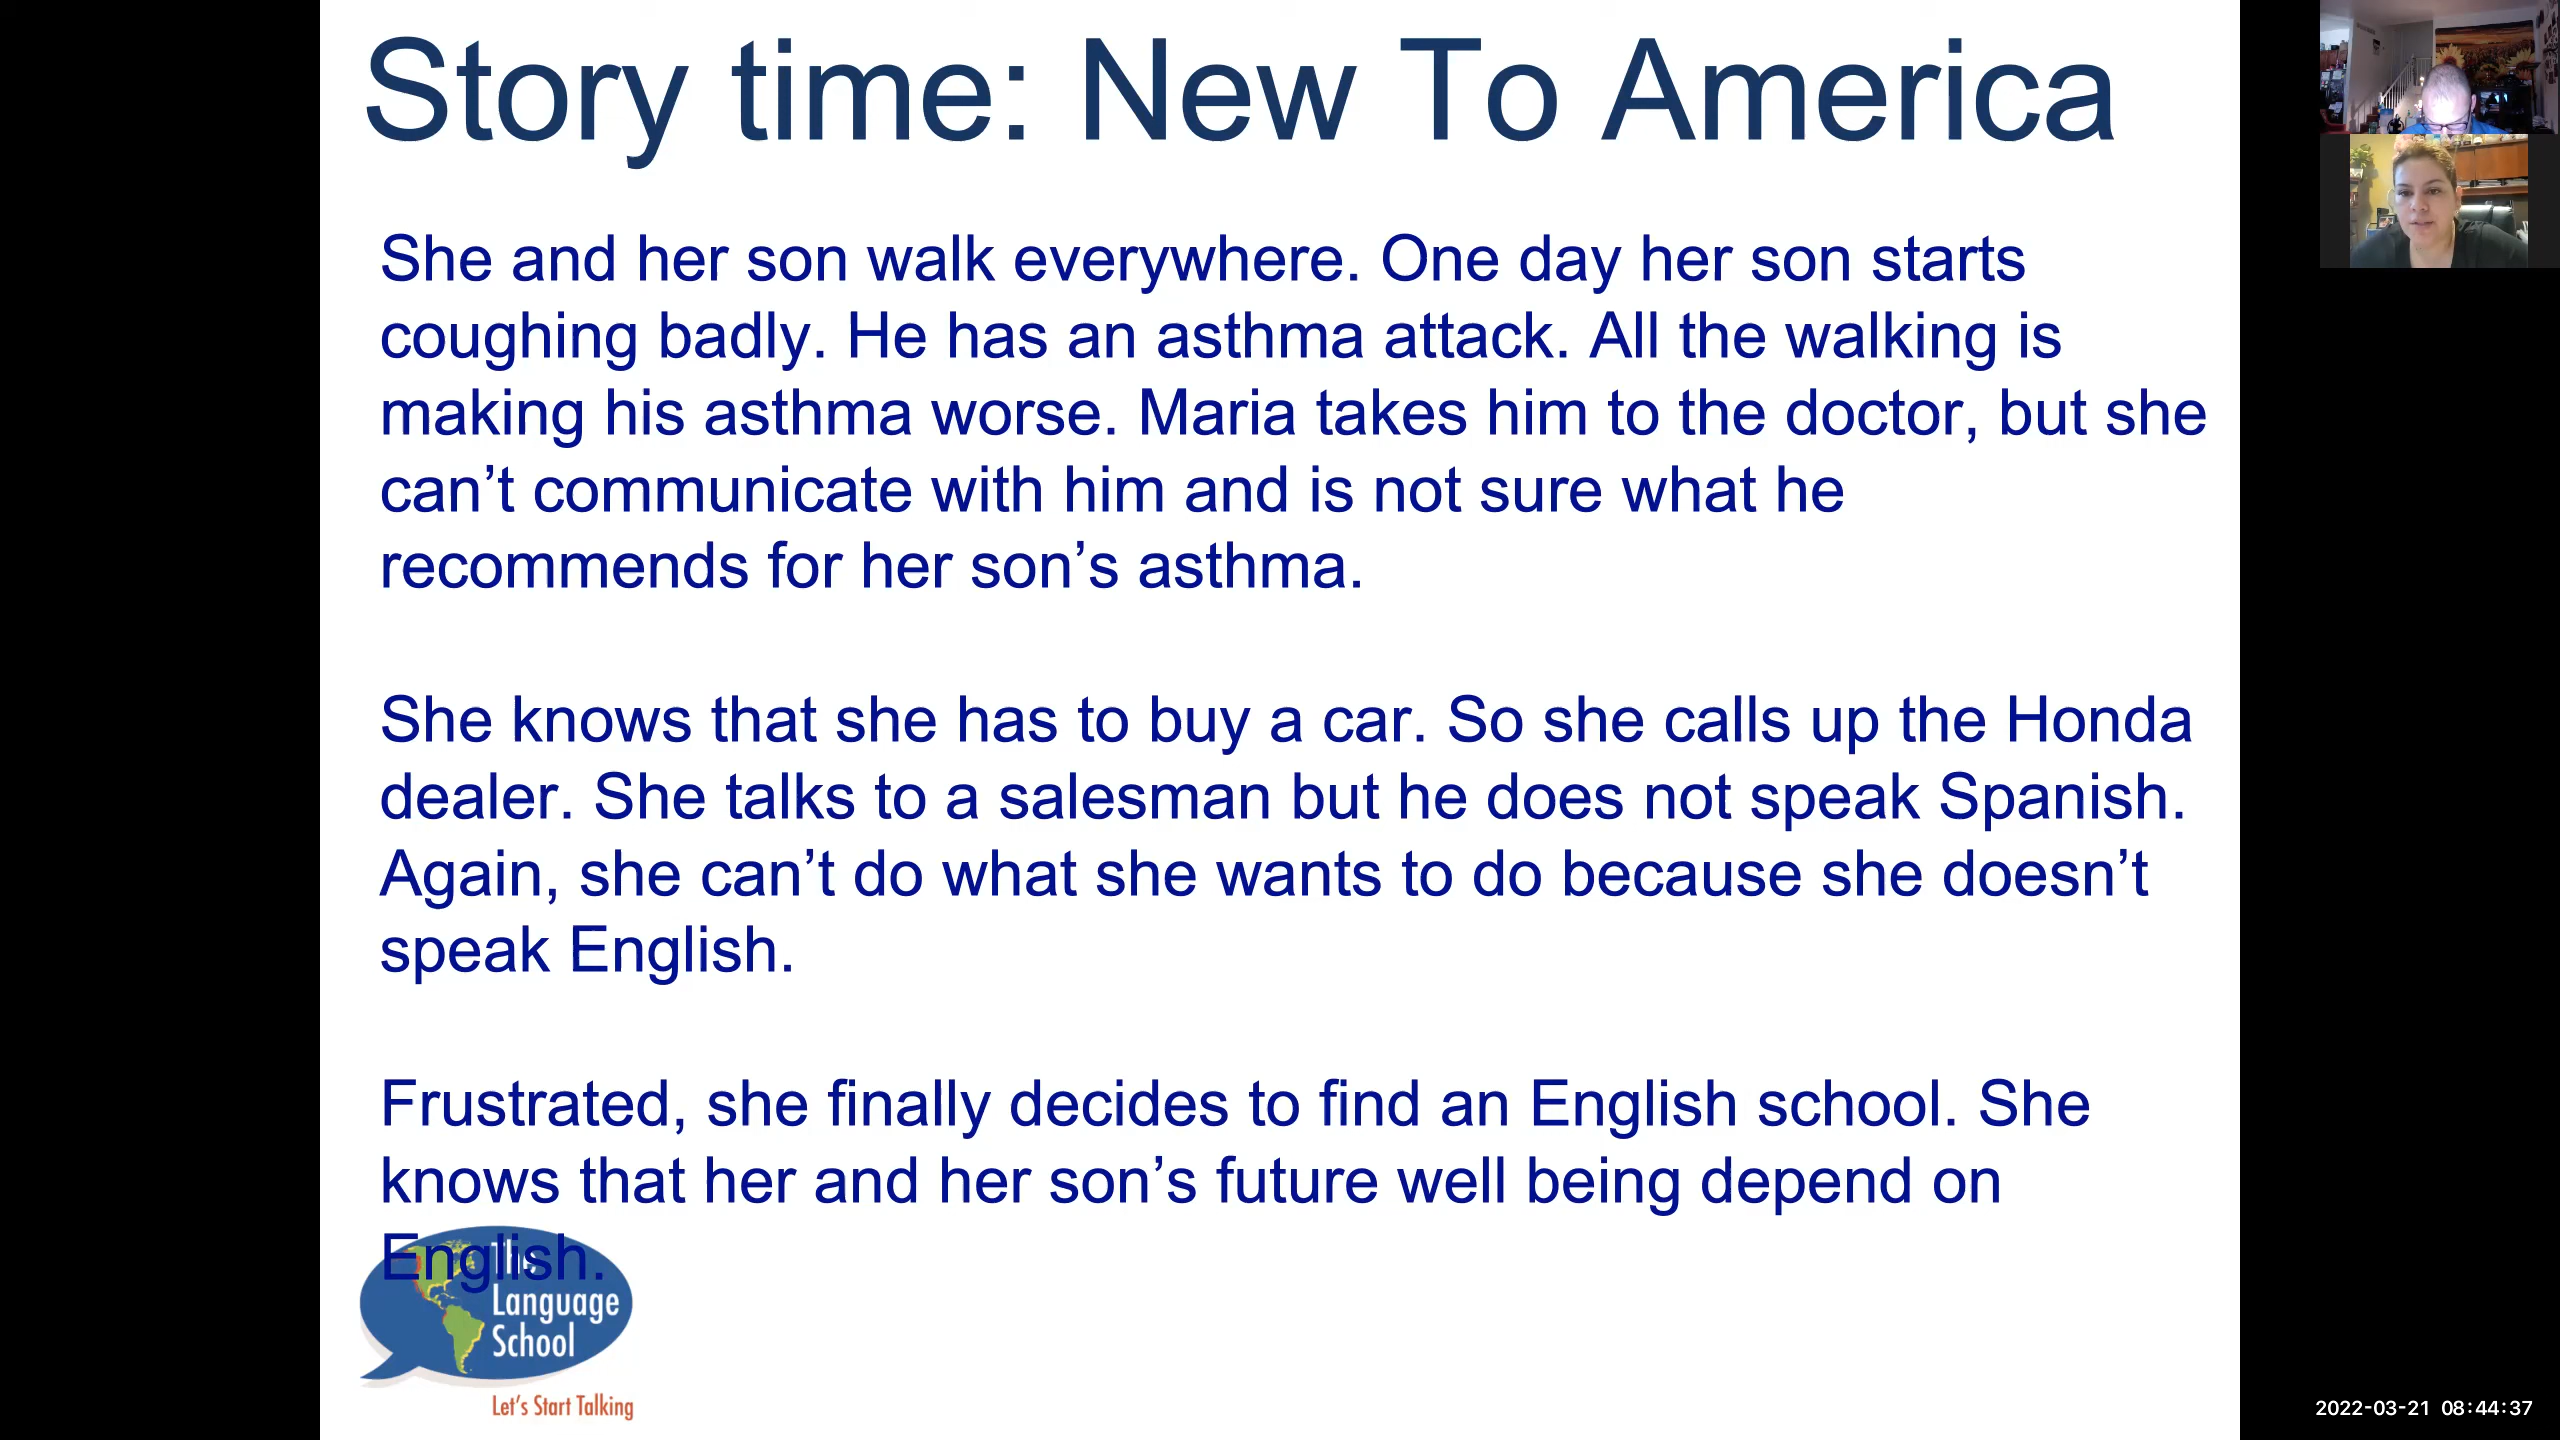 Story time: New To America
She and her son walk everywhere. One day her son starts
coughing badly. He has an asthma attack. All the walking is
making his asthma worse. Maria takes him to the doctor, but she
can’t communicate with him and is not sure what he
recommends for her son’s asthma.
She knows that she has to buy a car. So she calls up the Honda
dealer. She talks to a salesman but he does not speak Spanish.
Again, she can’t do what she wants to do because she doesn’t
speak English.
Frustrated, she finally decides to find an English school. She
knows that her and her son’s future well being depend on
English.
The
Language
School
Let’s Start Talking
2022-03-21 08:44:37